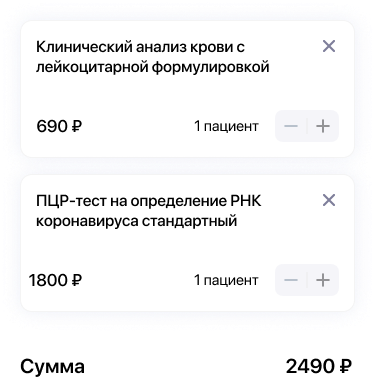 Клинический анализ крови с
лейкоцитарной формулировкой
690 ₽
1 пациент
ПЦР-тест на определение РНК
коронавируса стандартный
1800 ₽
1 пациент
Сумма
2490 ₽